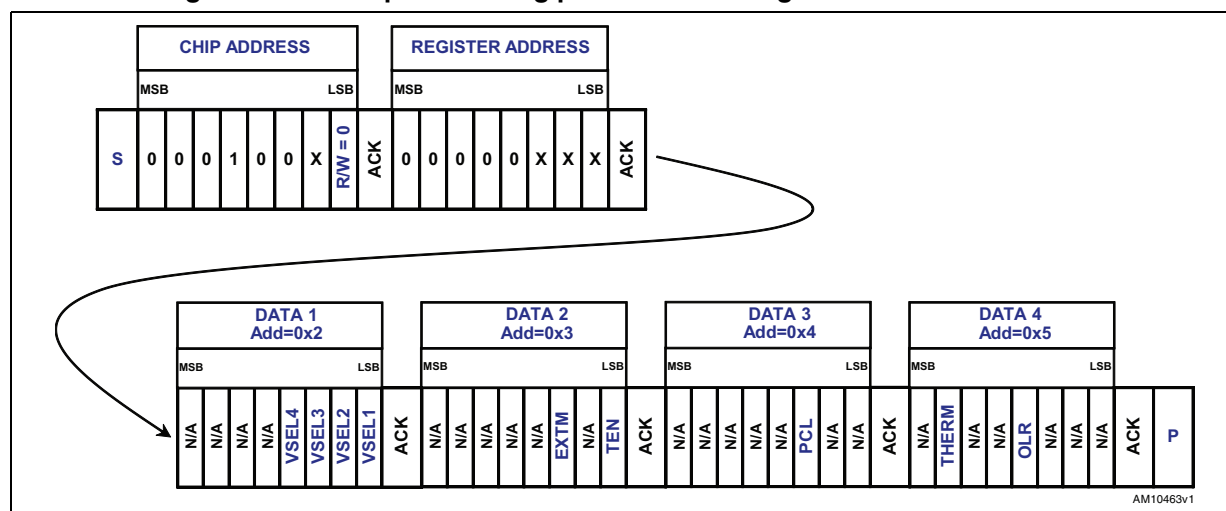 CHIP ADDRESS REGISTER ADDRESS
MSB LSB MSB LSB
S 0 0 0 1 0 0 X R/W = 0 ACK 0 0 0 0 0 X X X ACK
DATA 1 DATA 2 DATA 3 DATA 4
Add=0x2 Add=0x3 Add=0x4 Add=0x5
MSB LSB MSB LSB MSB LSB MSB LSB
N/A N/A N/A N/A VSEL4 VSEL3 VSEL2 VSEL1 ACK N/A N/A N/A N/A N/A EXTM N/A TEN ACK N/A N/A N/A N/A N/A PCL N/A N/A ACK N/A THERM N/A N/A OLR N/A N/A N/A ACK P
AM10463v1